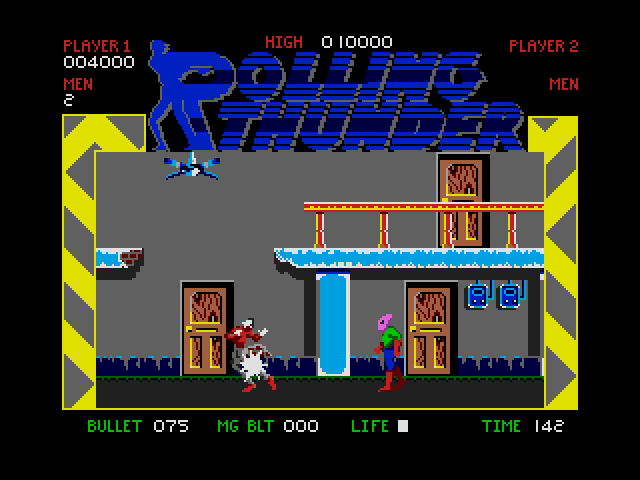 PLAYER 1
004000
MEN
2
HIGH 010000
PLAYER 2
MEN
ROLLING
THUNDER
BULLET 075 MG BLT 000 LIFE TIME 142